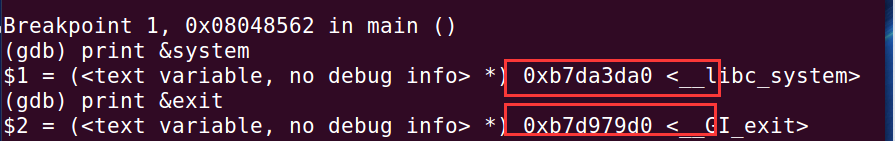 Breakpoint 1, 0x08048562 in main ()
(gdb) print &system
$1 = (<text variable, no debug info> *) 0xb7da3da0 <__libc_system>
(gdb) print &exit
$2 = (<text variable, no debug info> *) 0xb7d979d0 <__GI_exit>